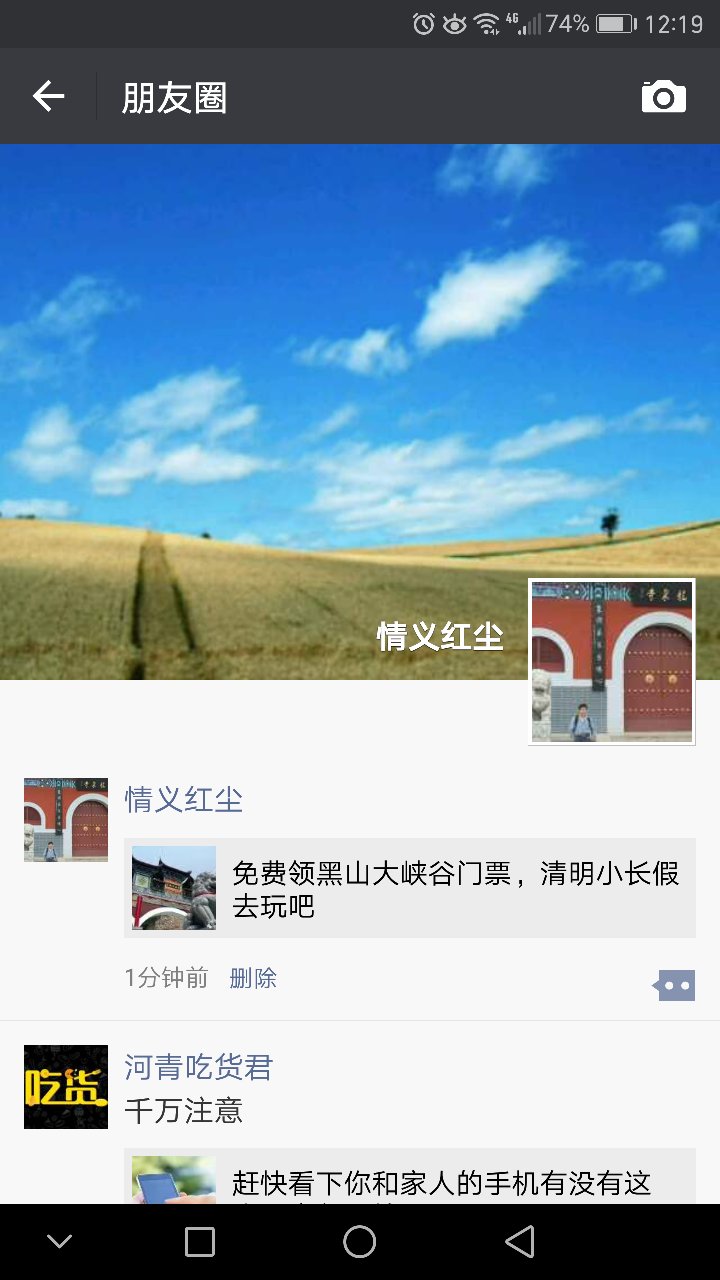 4G 74% 12:19
朋友圈
情义红尘
情义红尘
免费领黑山大峡谷门票，清明小长假
去玩吧
1分钟前 删除
吃货
河青吃货君
千万注意
赶快看下你和家人的手机有没有这